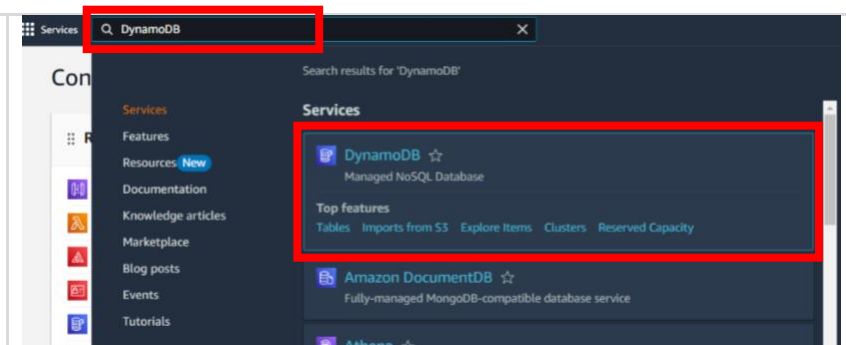 Services
DynamoDB
Search results for 'DynamoDB'
Con
Services
Features
Resources New
Documentation
Knowledge articles
Marketplace
Blog posts
Events
Tutorials
Services
DynamoDB
Managed NoSQL Database
Top features
Tables Imports from S3 Explore Items Clusters Reserved Capacity
Amazon DocumentDB
Fully-managed MongoDB-compatible database service
Athena